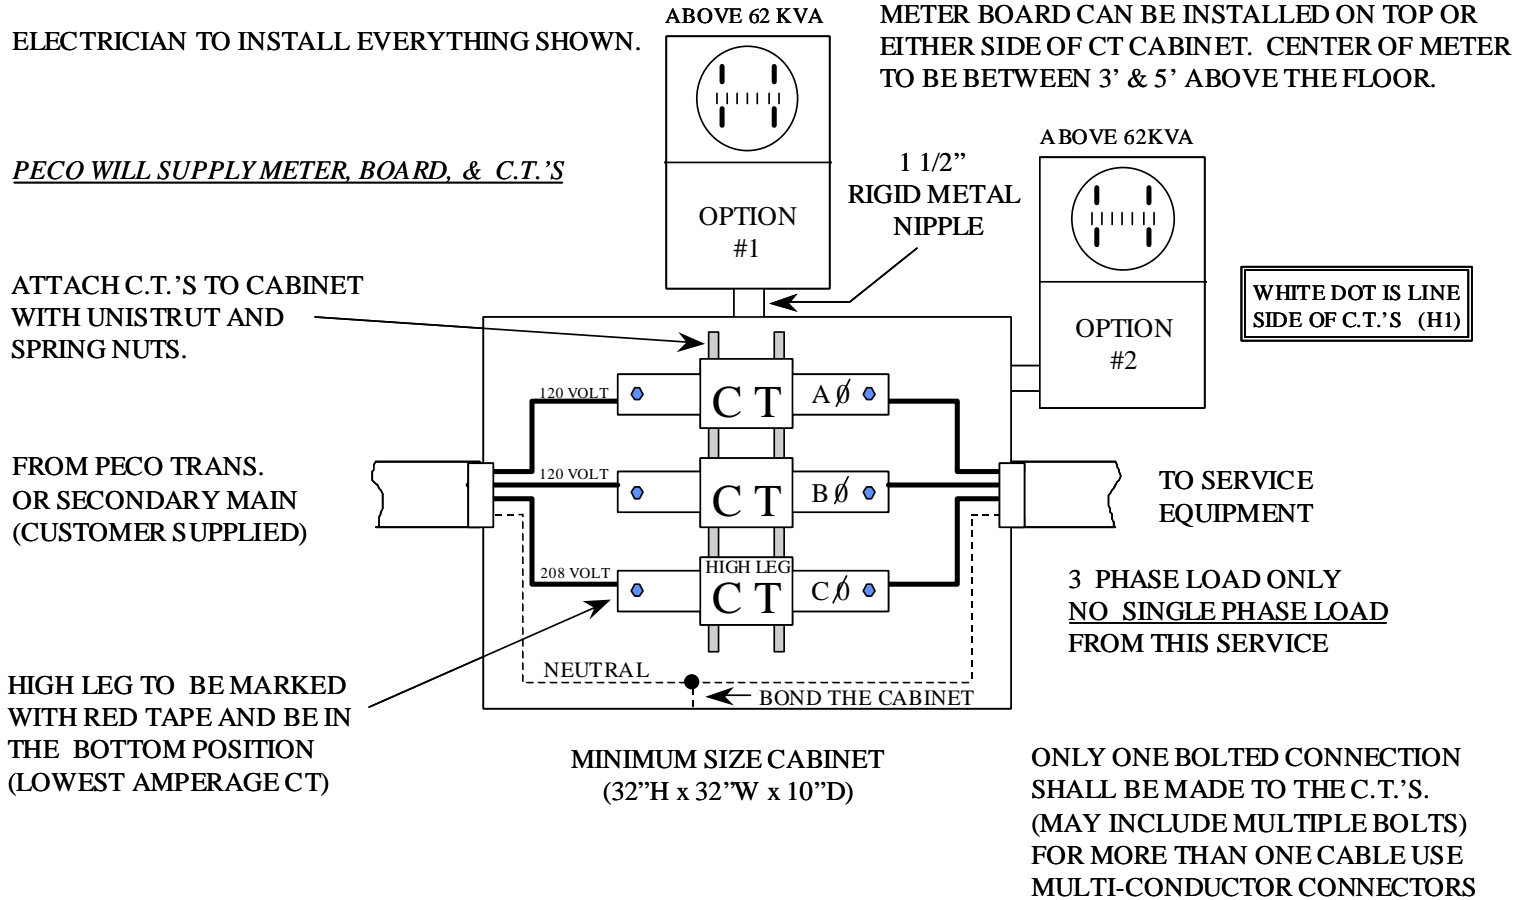 ELECTRICIAN TO INSTALL EVERYTHING SHOWN.
PECO WILL SUPPLY METER, BOARD, & C.T.'S
ABOVE 62 KVA
OPTION
#1
METER BOARD CAN BE INSTALLED ON TOP OR
EITHER SIDE OF CT CABINET. CENTER OF METER
TO BE BETWEEN 3' & 5' ABOVE THE FLOOR.
1 1/2"
RIGID METAL
NIPPLE
ABOVE 62KVA
OPTION
#2
WHITE DOT IS LINE
SIDE OF C.T.'S (H1)
ATTACH C.T.'S TO CABINET
WITH UNISTRUT AND
SPRING NUTS.
120 VOLT
C T
A Ø
FROM PECO TRANS.
OR SECONDARY MAIN
(CUSTOMER SUPPLIED)
120 VOLT
C T
B Ø
TO SERVICE
EQUIPMENT
208 VOLT
HIGH LEG
C T
C Ø
3 PHASE LOAD ONLY
NO SINGLE PHASE LOAD
FROM THIS SERVICE
NEUTRAL
BOND THE CABINET
HIGH LEG TO BE MARKED
WITH RED TAPE AND BE IN
THE BOTTOM POSITION
(LOWEST AMPERAGE CT)
MINIMUM SIZE CABINET
(32"H x 32"W x 10"D)
ONLY ONE BOLTED CONNECTION
SHALL BE MADE TO THE C.T.'S.
(MAY INCLUDE MULTIPLE BOLTS)
FOR MORE THAN ONE CABLE USE
MULTI-CONDUCTOR CONNECTORS